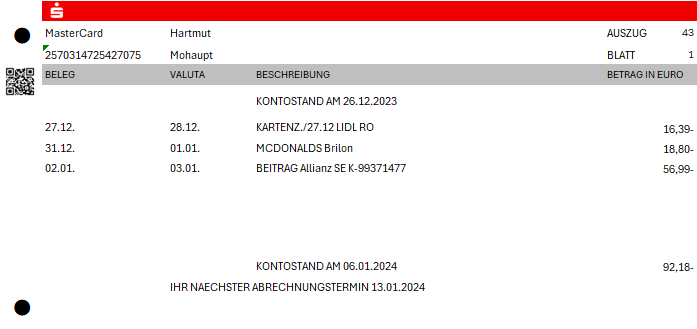 MasterCard Hartmut AUSZUG 43
2570314725427075 Mohaupt BLATT 1
BELEG VALUTA BESCHREIBUNG BETRAG IN EURO
KONTOSTAND AM 26.12.2023
27.12. 28.12. KARTENZ./27.12 LIDL RO 16,39-
31.12. 01.01. MCDONALDS Brilon 18,80-
02.01. 03.01. BEITRAG Allianz SE K-99371477 56,99-
KONTOSTAND AM 06.01.2024 92,18-
IHR NAECHSTER ABRECHNUNGSTERMIN 13.01.2024